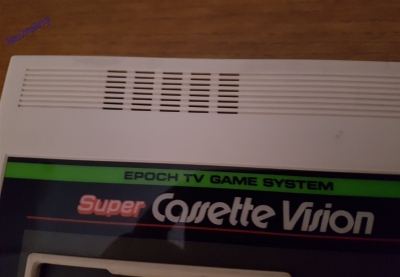 EPOCH TV GAME SYSTEM
Super Cassette Vision